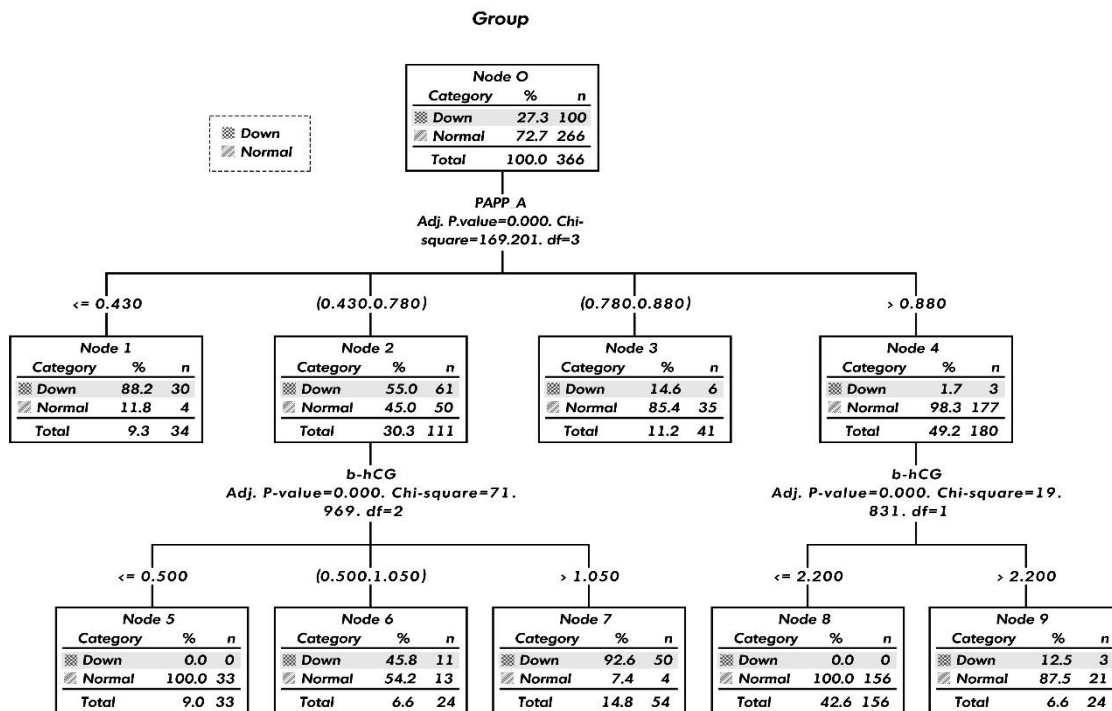 Group
Node O
Category % n
Down 27.3 100
Normal 72.7 266
Total 100.0 366
Down
Normal
PAPP_A
Adj. P.value=0.000. Chi-
square=169.201. df=3
<= 0.430
(0.430.0.780)
(0.780.0.880)
> 0.880
Node 1
Category % n
Down 88.2 30
Normal 11.8 4
Total 9.3 34
Node 2
Category % n
Down 55.0 61
Normal 45.0 50
Total 30.3 111
Node 3
Category % n
Down 14.6 6
Normal 85.4 35
Total 11.2 41
Node 4
Category % n
Down 1.7 3
Normal 98.3 177
Total 49.2 180
b-hCG
Adj. P-value=0.000. Chi-square=71.
969. df=2
b-hCG
Adj. P-value=0.000. Chi-square=19.
831. df=1
<= 0.500
(0.500.1.050)
> 1.050
<= 2.200
> 2.200
Node 5
Category % n
Down 0.0 0
Normal 100.0 33
Total 9.0 33
Node 6
Category % n
Down 45.8 11
Normal 54.2 13
Total 6.6 24
Node 7
Category % n
Down 92.6 50
Normal 7.4 4
Total 14.8 54
Node 8
Category % n
Down 0.0 0
Normal 100.0 156
Total 42.6 156
Node 9
Category % n
Down 12.5 3
Normal 87.5 21
Total 6.6 24